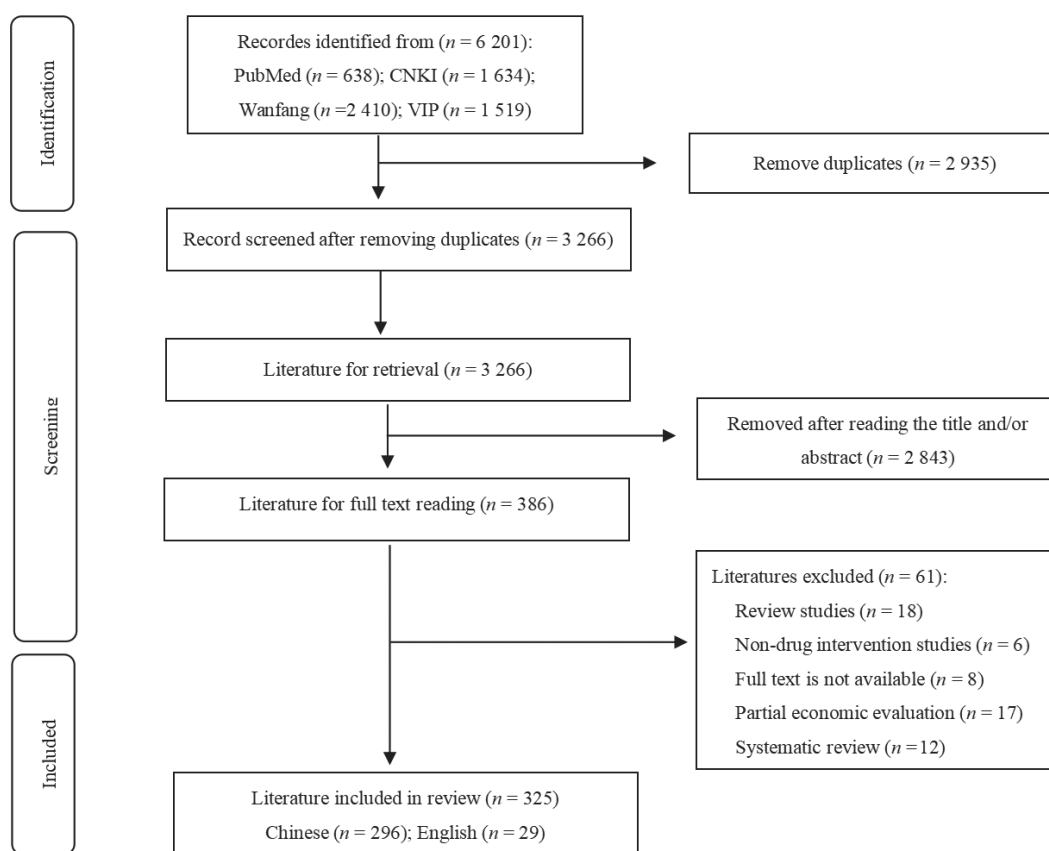 Identification
Recordes identified from (n = 6 201):
PubMed (n = 638); CNKI (n = 1 634);
Wanfang (n =2 410); VIP (n = 1 519)
Remove duplicates (n = 2 935)
Screening
Record screened after removing duplicates (n = 3 266)
Literature for retrieval (n = 3 266)
Removed after reading the title and/or
abstract (n = 2 843)
Literature for full text reading (n = 386)
Literatures excluded (n = 61):
Review studies (n = 18)
Non-drug intervention studies (n = 6)
Full text is not available (n = 8)
Partial economic evaluation (n = 17)
Systematic review (n =12)
Included
Literature included in review (n = 325)
Chinese (n = 296); English (n = 29)